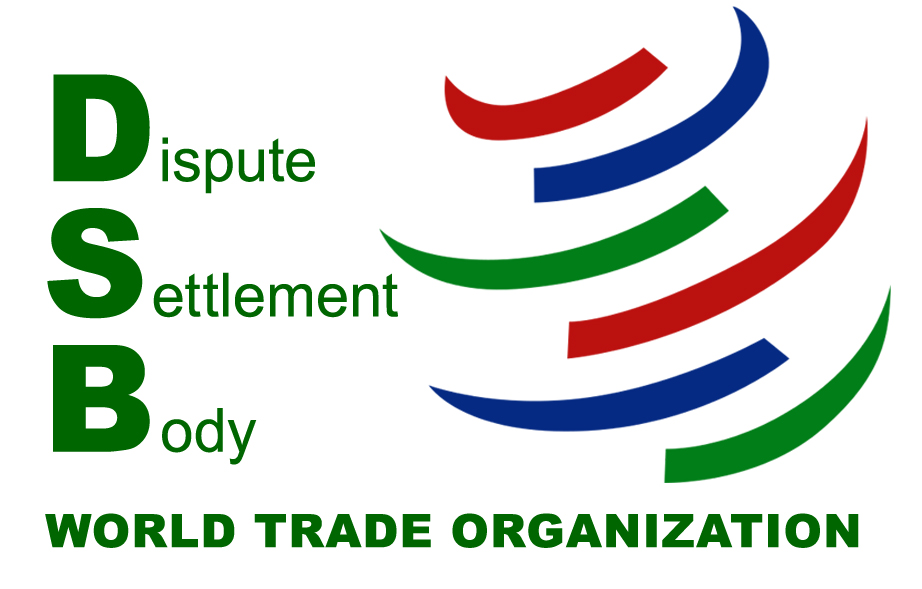 Dispute
Settlement
Body
WORLD TRADE ORGANIZATION